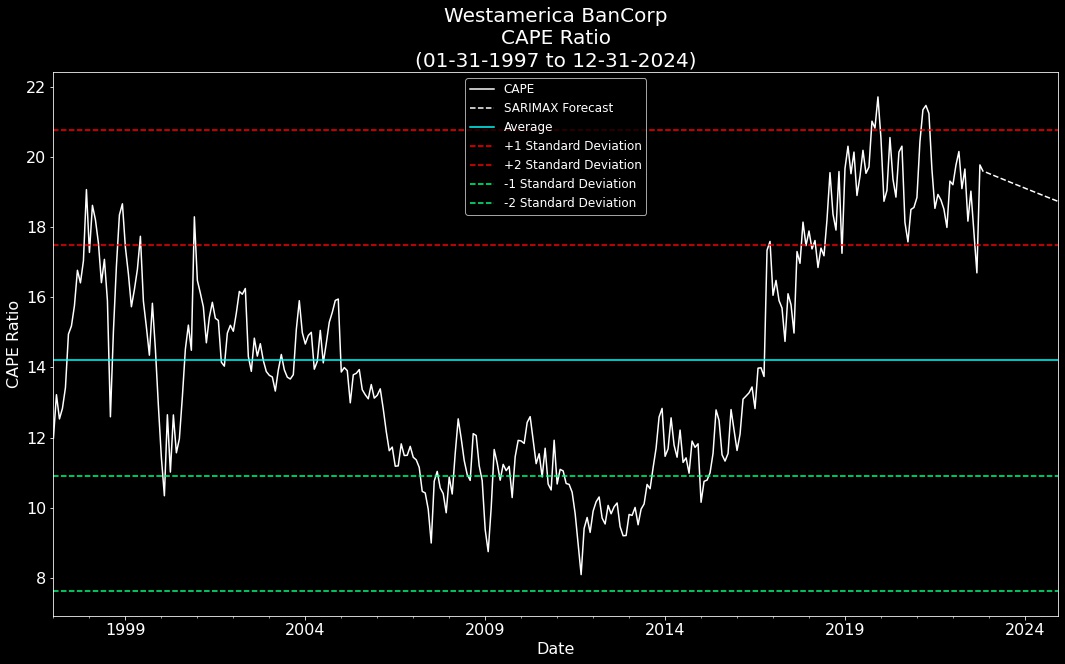 Westamerica BanCorp
CAPE Ratio
(01-31-1997 to 12-31-2024)
CAPE
SARIMAX Forecast
Average
+1 Standard Deviation
+2 Standard Deviation
-1 Standard Deviation
-2 Standard Deviation
CAPE Ratio
22
20
18
16
14
12
10
8
1999 2004 2009 2014 2019 2024
Date